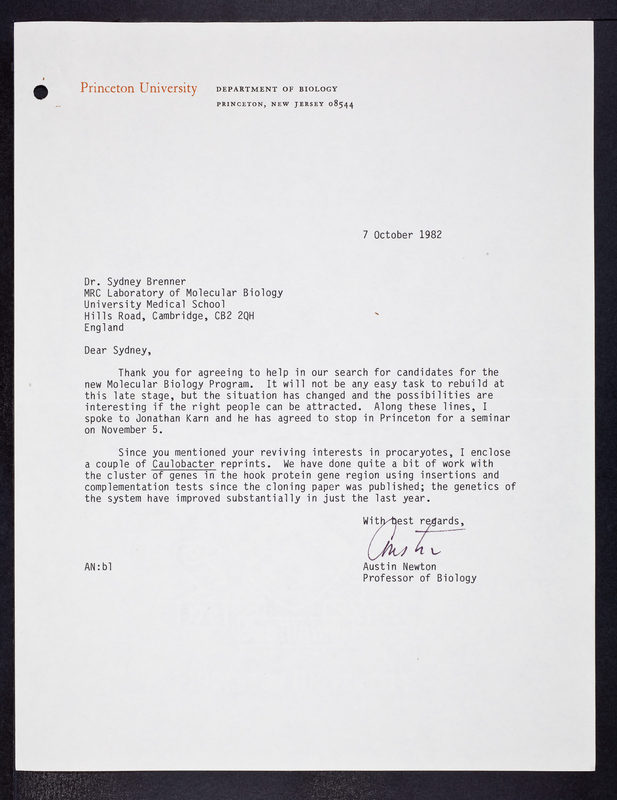 Princeton University DEPARTMENT OF BIOLOGY
PRINCETON, NEW JERSEY 08544
7 October 1982
Dr. Sydney Brenner
MRC Laboratory of Molecular Biology
University Medical School
Hills Road, Cambridge, CB2 2QH
England
Dear Sydney,
Thank you for agreeing to help in our search for candidates for the
new Molecular Biology Program. It will not be any easy task to rebuild at
this late stage, but the situation has changed and the possibilities are
interesting if the right people can be attracted. Along these lines, I
spoke to Jonathan Karn and he has agreed to stop in Princeton for a seminar
on November 5.
Since you mentioned your reviving interests in procaryotes, I enclose
a couple of Caulobacter reprints. We have done quite a bit of work with
the cluster of genes in the hook protein gene region using insertions and
complementation tests since the cloning paper was published; the genetics of
the system have improved substantially in just the last year.
With best regards,
Austin
AN:bl Austin Newton
Professor of Biology